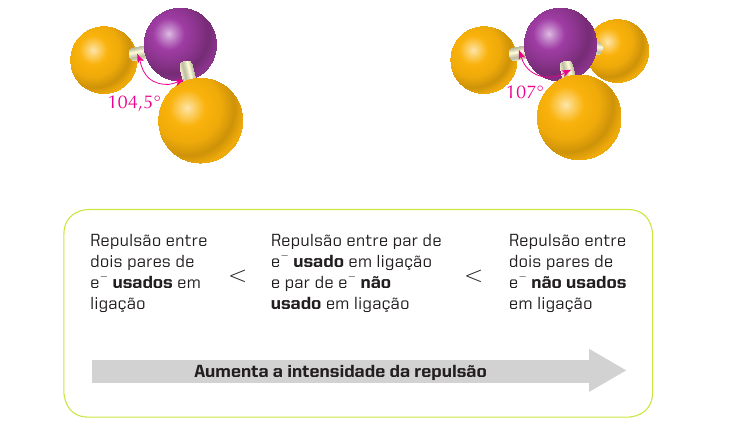 104,5°
107°
Repulsão entre
dois pares de
e⁻ usados em
ligação
<
Repulsão entre par de
e⁻ usado em ligação
e par de e⁻ não
usado em ligação
<
Repulsão entre
dois pares de
e⁻ não usados
em ligação
Aumenta a intensidade da repulsão